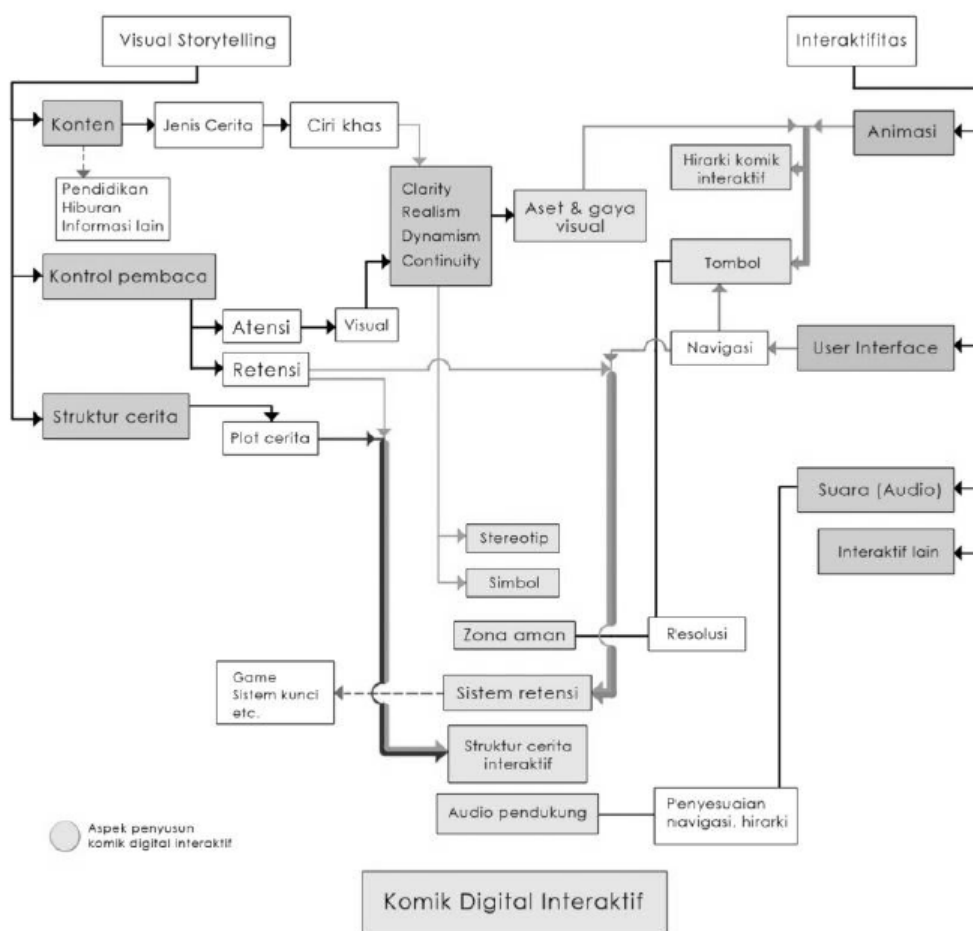 Visual Storytelling
Interaktifitas
Konten
Jenis Cerita
Ciri khas
Animasi
Hirarki komik
interaktif
Pendidikan
Hiburan
Informasi lain
Clarity
Realism
Dynamism
Continuity
Aset & gaya
visual
Kontrol pembaca
Tombol
Atensi
Visual
Navigasi
User Interface
Retensi
Struktur cerita
Plot cerita
Suara (Audio)
Stereotip
Interaktif lain
Simbol
Zona aman
Resolusi
Game
Sistem kunci
etc.
Sistem retensi
Struktur cerita
interaktif
Audio pendukung
Penyesuaian
navigasi, hirarki
Aspek penyusun
komik digital interaktif
Komik Digital Interaktif